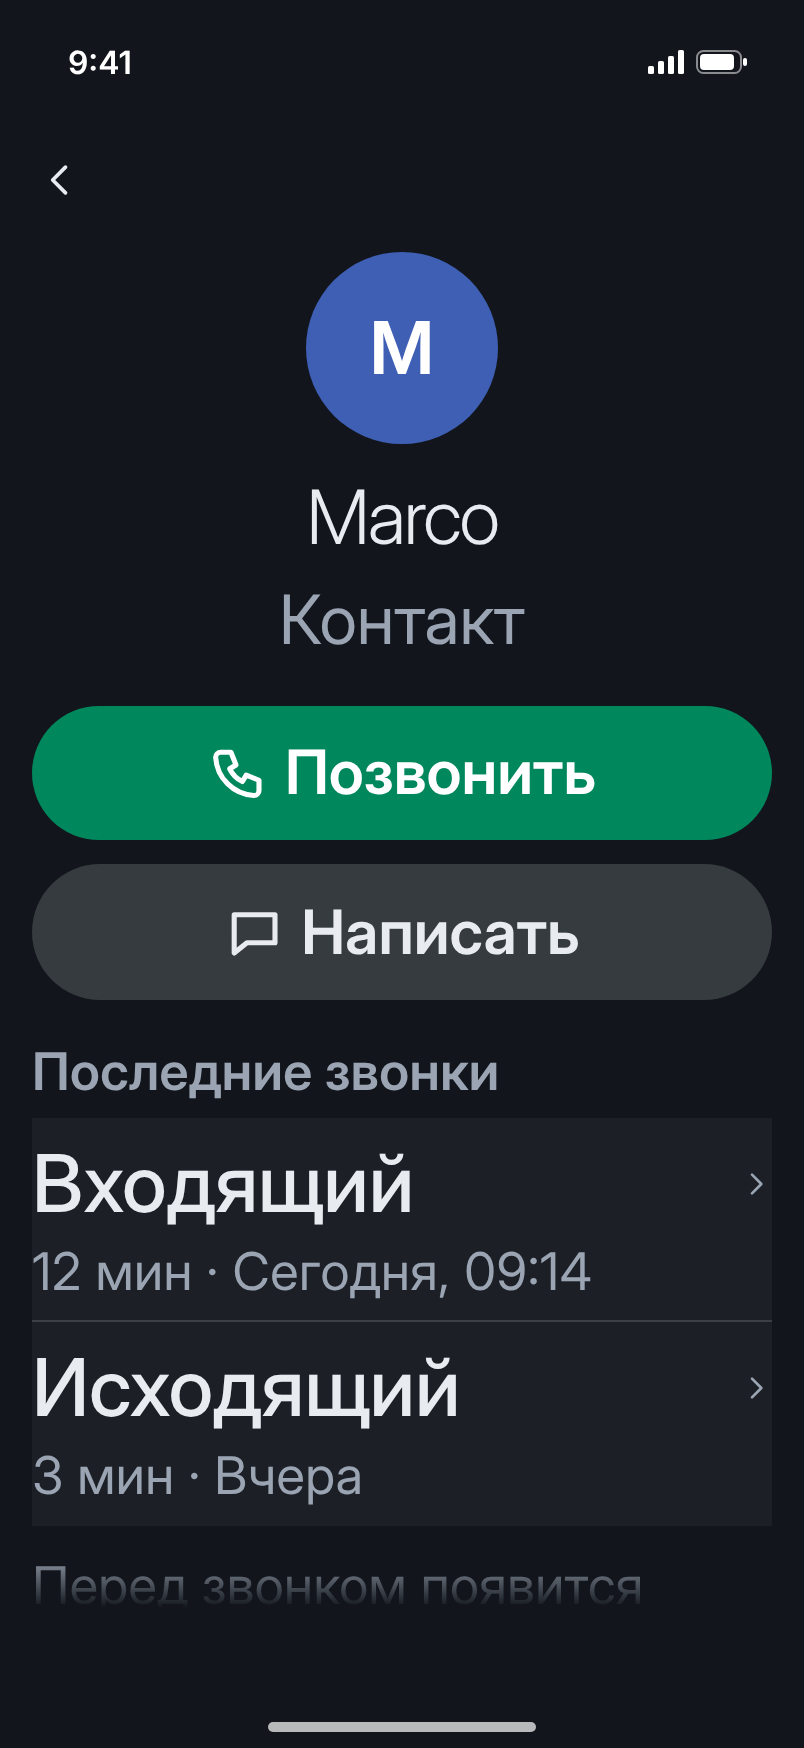 9:41
M
Marco
Контакт
Позвонить
Написать
Последние звонки
Входящий
12 мин · Сегодня, 09:14
Исходящий
3 мин · Вчера
Перед звонком появится